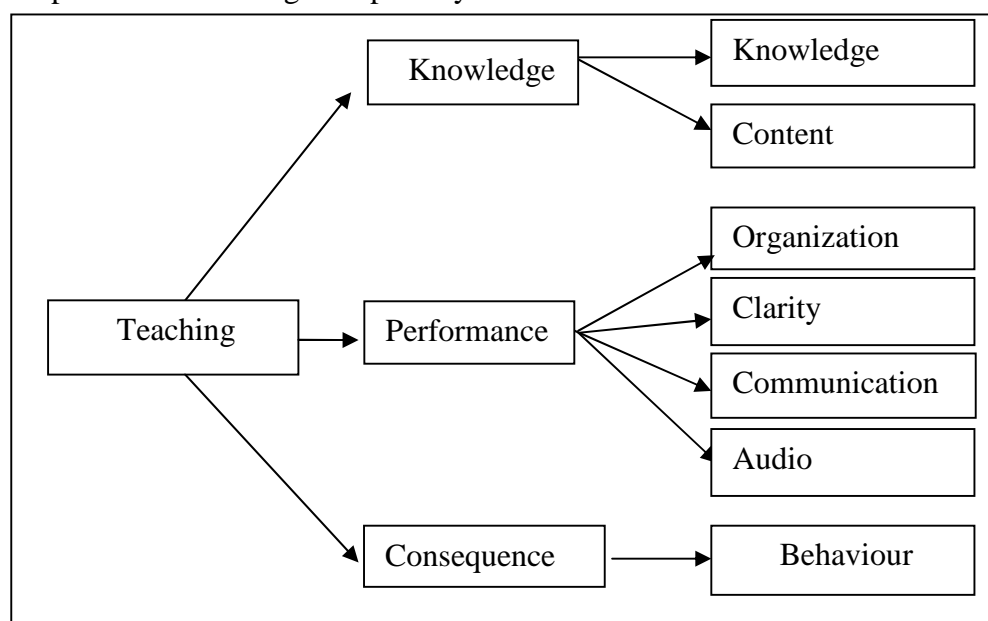 Knowledge
Knowledge
Content
Organization
Teaching
Performance
Clarity
Communication
Audio
Consequence
Behaviour